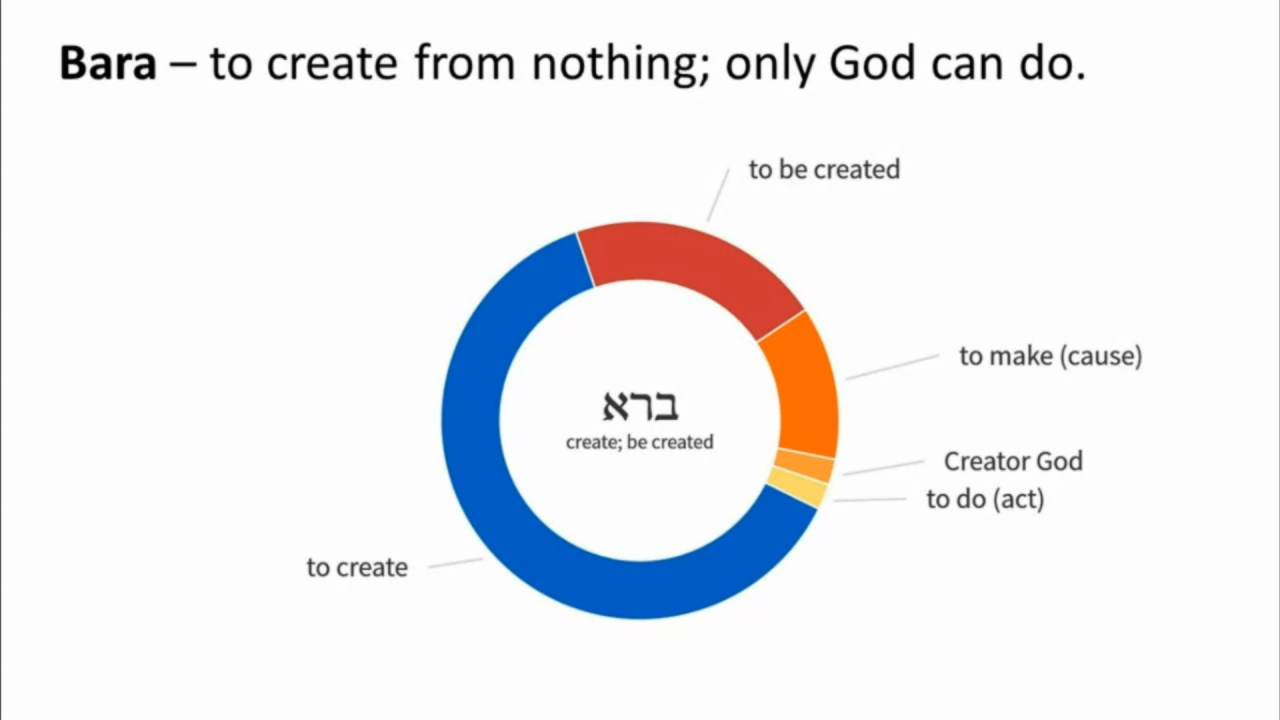 Bara – to create from nothing; only God can do.
to be created
to make (cause)
ברא
create; be created
Creator God
to do (act)
to create